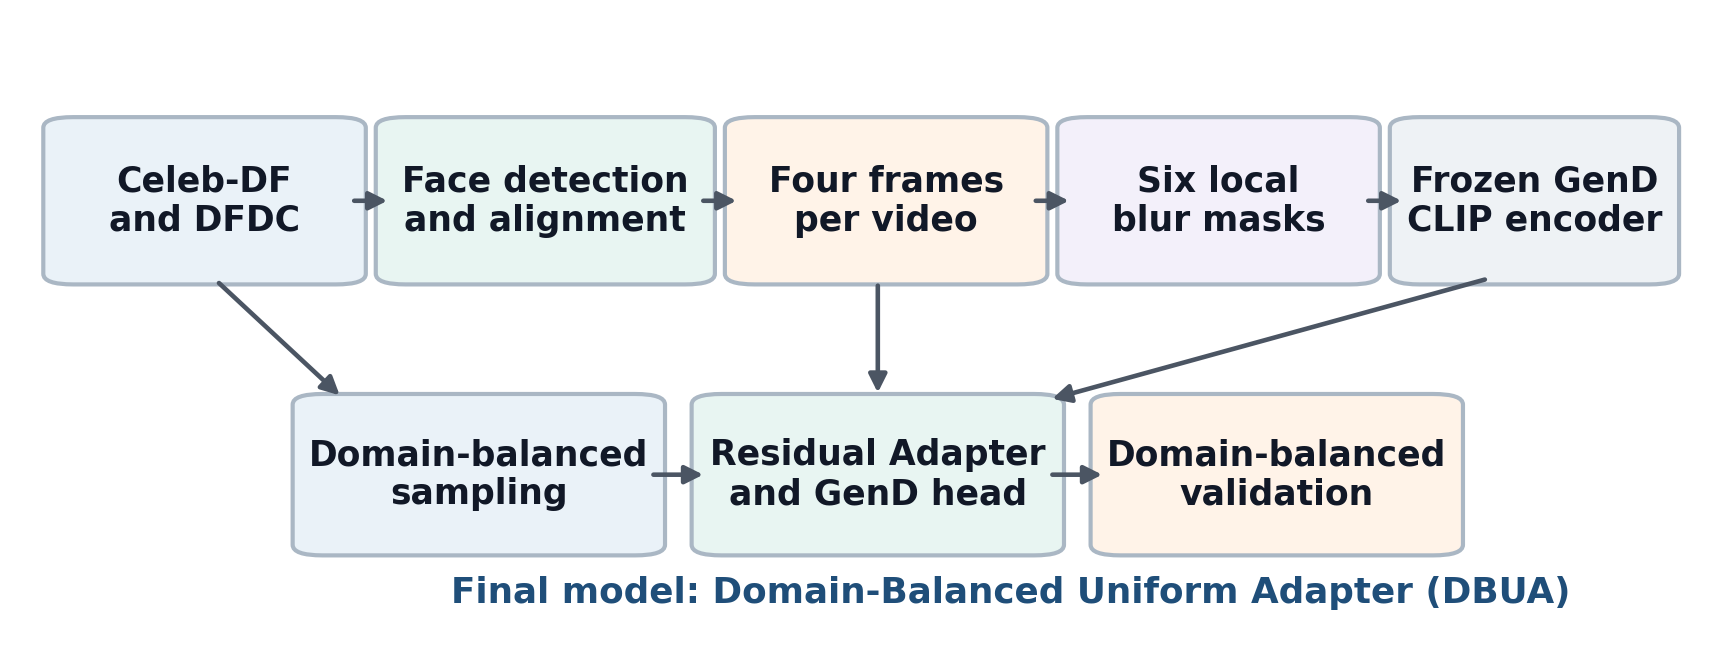 Celeb-DF
and DFDC
Face detection
and alignment
Four frames
per video
Six local
blur masks
Frozen GenD
CLIP encoder
Domain-balanced
sampling
Residual Adapter
and GenD head
Domain-balanced
validation
Final model: Domain-Balanced Uniform Adapter (DBUA)